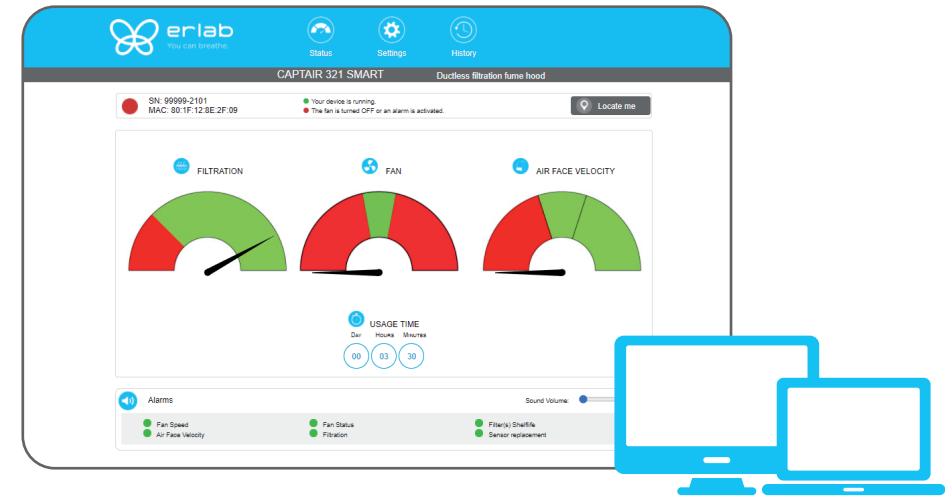 erlab
You can breathe.
Status Settings History
CAPTAIR 321 SMART Ductless filtration fume hood
SN: 99999-2101
MAC: 80:1F:12:8E:2F:09
Your device is running.
The fan is turned OFF or an alarm is activated.
Locate me
FILTRATION FAN AIR FACE VELOCITY
USAGE TIME
DAY HOURS MINUTES
00 03 30
Alarms Sound Volume:
Fan Speed Fan Status Filter(s) Shelflife
Air Face Velocity Filtration Sensor replacement